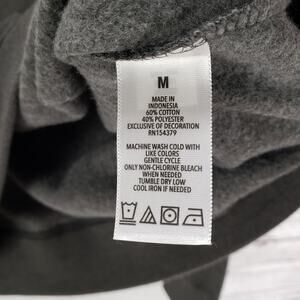 M
MADE IN
INDONESIA
60% COTTON
40% POLYESTER
EXCLUSIVE OF DECORATION
RN154379
MACHINE WASH COLD WITH
LIKE COLORS
GENTLE CYCLE
ONLY NON-CHLORINE BLEACH
WHEN NEEDED
TUMBLE DRY LOW
COOL IRON IF NEEDED